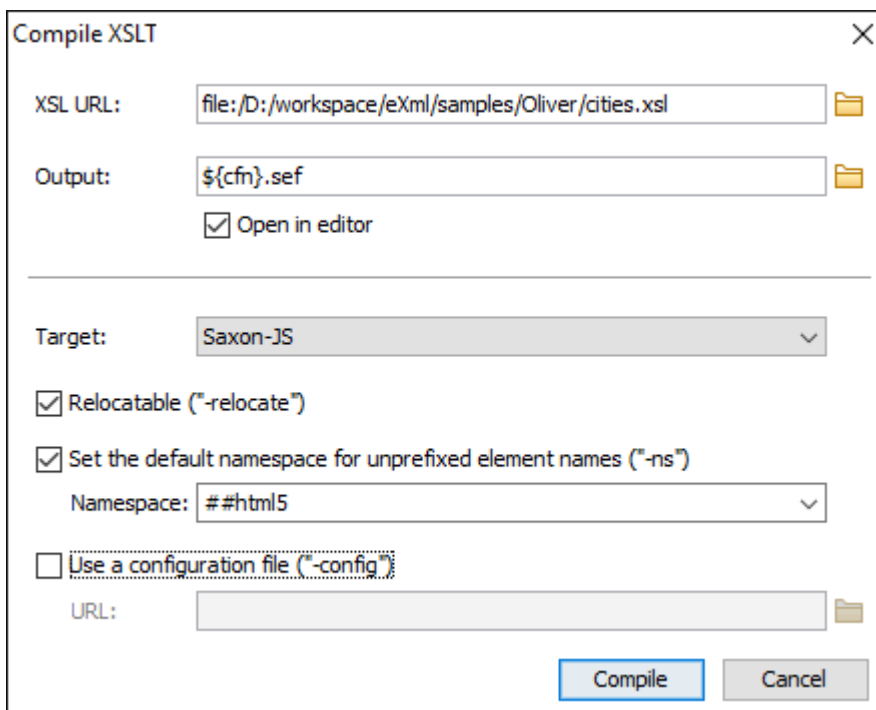 Compile XSLT
XSL URL: file:/D:/workspace/eXml/samples/Oliver/cities.xsl
Output: ${cfn}.sef
Open in editor
Target: Saxon-JS
Relocatable ("-relocate")
Set the default namespace for unprefixed element names ("-ns")
Namespace: ##html5
Use a configuration file ("-config")
URL:
Compile Cancel